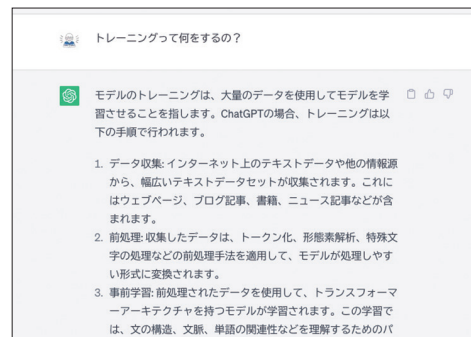 トレーニングって何をするの？
モデルのトレーニングは、大量のデータを使用してモデルを学
習させることを指します。ChatGPTの場合、トレーニングは以
下の手順で行われます。
1. データ収集: インターネット上のテキストデータや他の情報源
から、幅広いテキストデータセットが収集されます。これに
はウェブページ、ブログ記事、書籍、ニュース記事などが含
まれます。
2. 前処理: 収集したデータは、トークン化、形態素解析、特殊文
字の処理などの前処理手法を適用して、モデルが処理しやす
い形式に変換されます。
3. 事前学習: 前処理されたデータを使用して、トランスフォーマ
ーアーキテクチャを持つモデルが学習されます。この学習で
は、文の構造、文脈、単語の関連性などを理解するためのパ